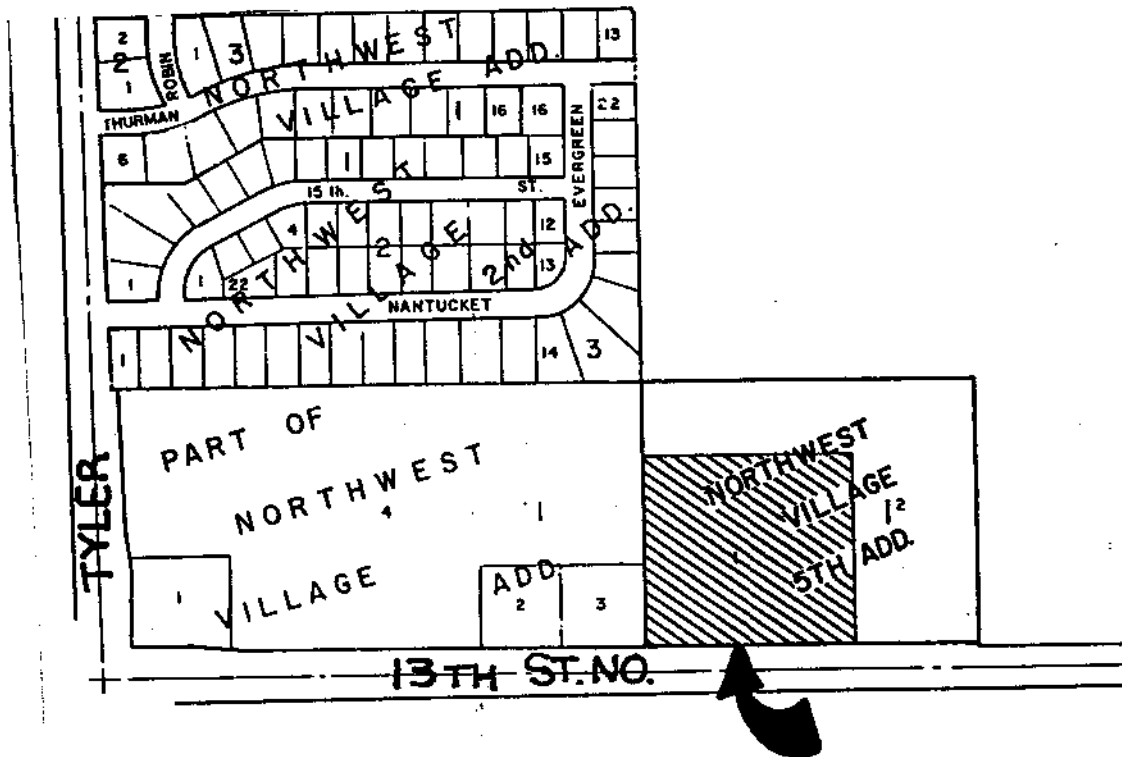 2
2
1
ROBIN
1
3
13
NORTHWEST
VILLAGE ADD.
THURMAN
1
16
16
22
EVERGREEN
6
1
15
15 th. ST.
4
2
12
13
1
1
22
NORTHWEST
VILLAGE 2nd ADD.
NANTUCKET
1
14
3
PART OF
NORTHWEST
VILLAGE ADD.
4
1
1
2
3
NORTHWEST
VILLAGE
5TH ADD.
1
2
TYLER
13TH ST. NO.